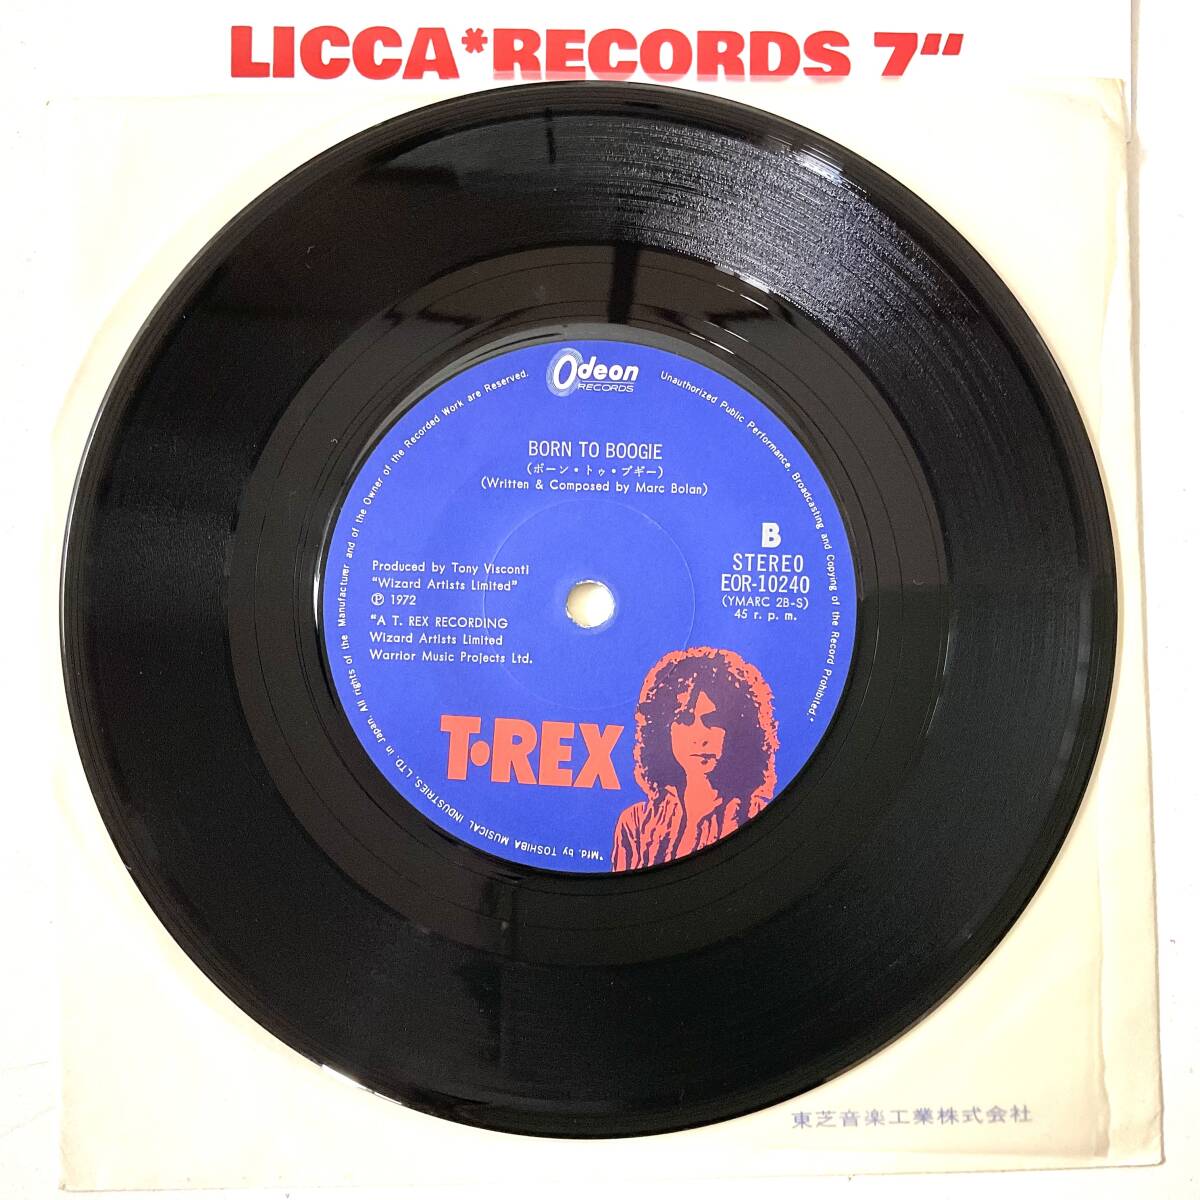 LICCA*RECORDS 7"
Odeon
RECORDS
BORN TO BOOGIE
(ボーン・トゥ・ブギー)
(Written & Composed by Marc Bolan)
B
STEREO
EOR-10240
(YMARC 2B-S)
45 r. p. m.
Produced by Tony Visconti
"Wizard Artists Limited"
Ⓟ 1972
"A T. REX RECORDING
Wizard Artists Limited
Warrior Music Projects Ltd.
T•REX
"Mfd. by TOSHIBA MUSICAL INDUSTRIES, LTD. in Japan. All rights of the Manufacturer and of the Owner of the Recorded Work are Reserved. Unauthorized Public Performance, Broadcasting and Copying of the Record Prohibited."
東芝音楽工業株式会社